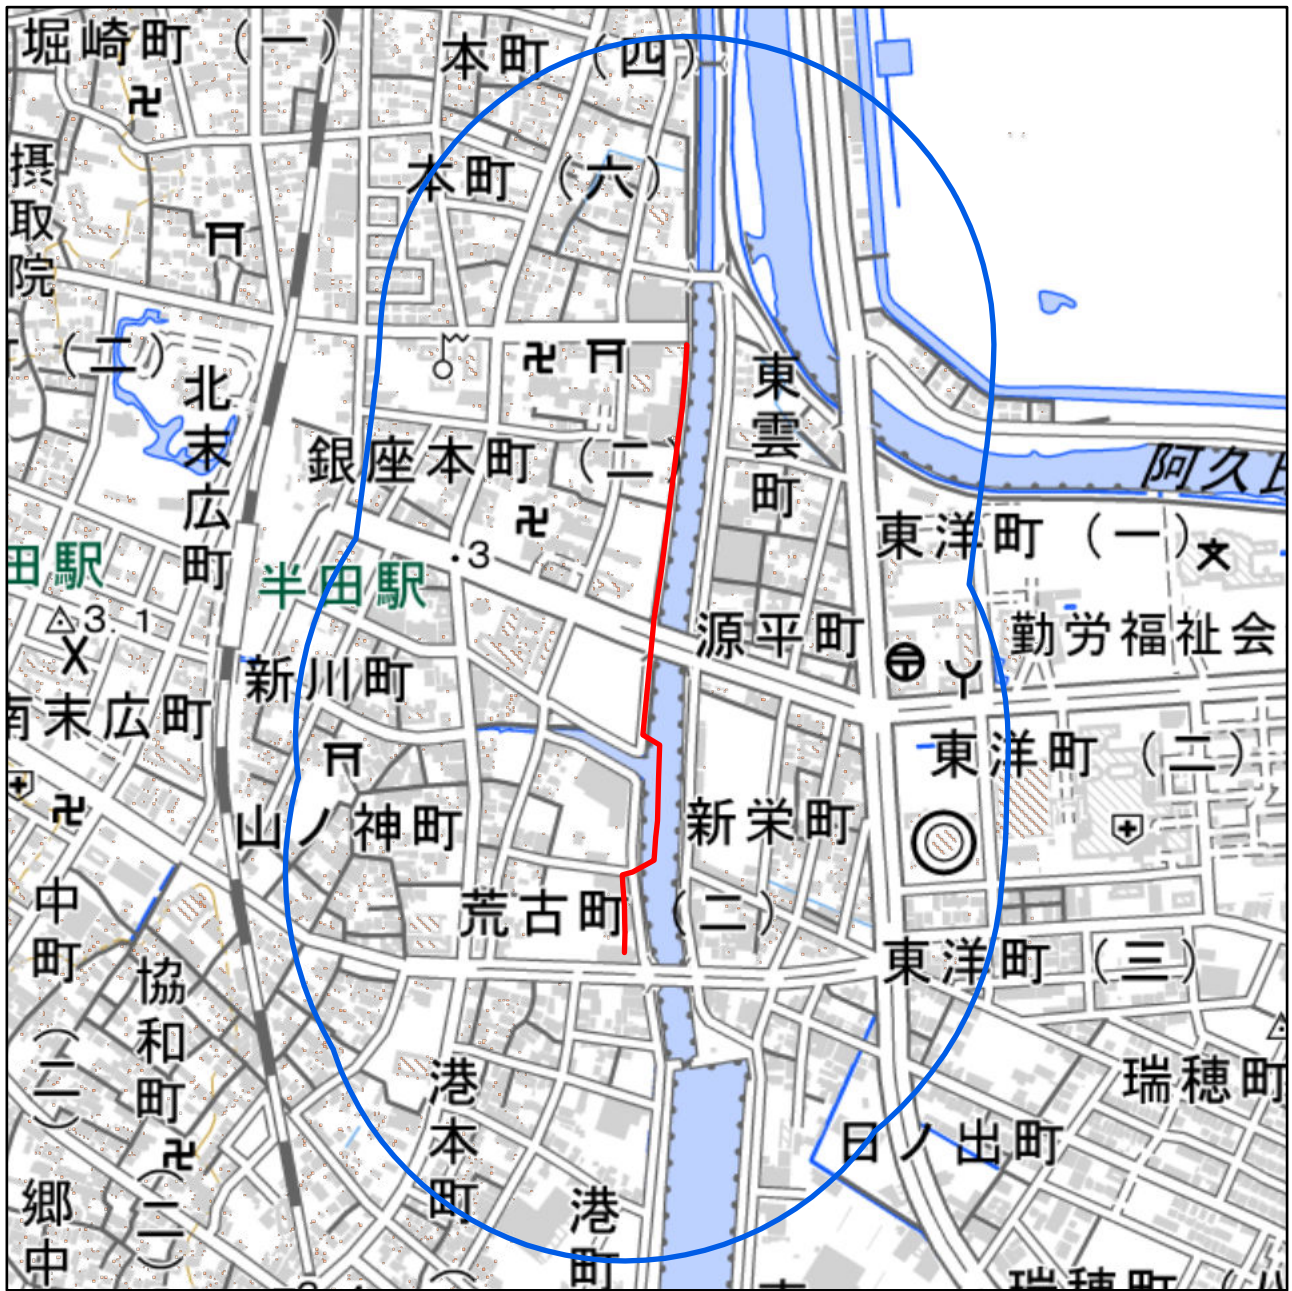 堀崎町（一）
本町（四）
摂取院
本町（六）
（二）
北末広町
銀座本町（二）
東雲町
阿久比
東洋町（一）
・3
田駅
半田駅
3.1
源平町
勤労福祉会
新川町
南末広町
東洋町（二）
山ノ神町
新栄町
中町（二）
荒古町（二）
東洋町（三）
協和町（二）
港本町
瑞穂町
日ノ出町
郷中
港町
瑞穂町